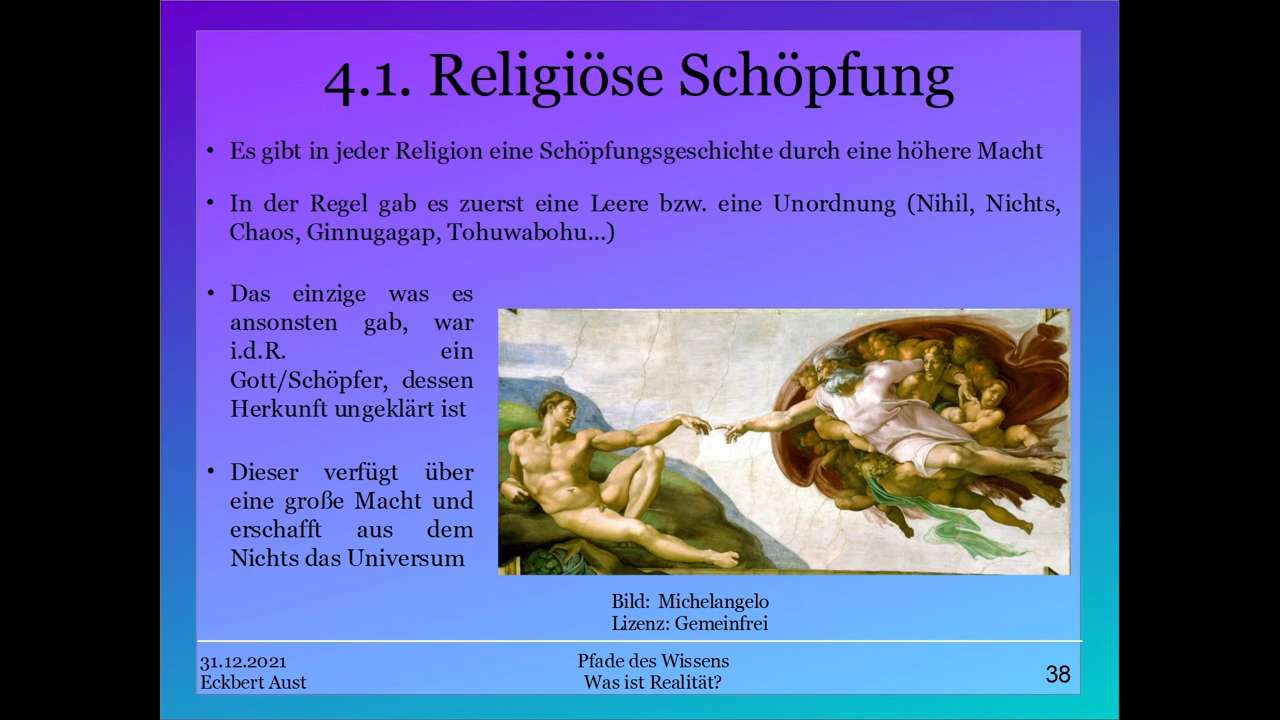 4.1. Religiöse Schöpfung
• Es gibt in jeder Religion eine Schöpfungsgeschichte durch eine höhere Macht
• In der Regel gab es zuerst eine Leere bzw. eine Unordnung (Nihil, Nichts,
Chaos, Ginnugagap, Tohuwabohu...)
• Das einzige was es
ansonsten gab, war
i.d.R. ein
Gott/Schöpfer, dessen
Herkunft ungeklärt ist
• Dieser verfügt über
eine große Macht und
erschafft aus dem
Nichts das Universum
Bild: Michelangelo
Lizenz: Gemeinfrei
31.12.2021
Eckbert Aust
Pfade des Wissens
Was ist Realität?
38